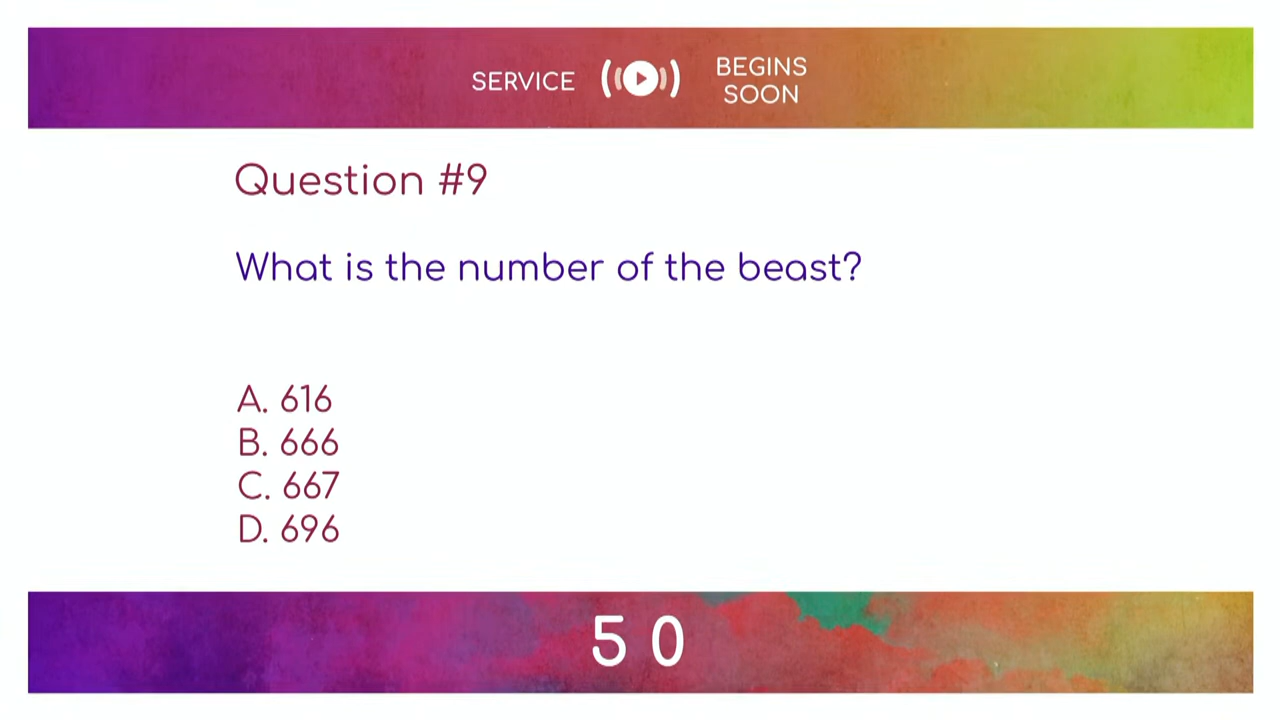 SERVICE
BEGINS
SOON
Question #9
What is the number of the beast?
A. 616
B. 666
C. 667
D. 696
5 0